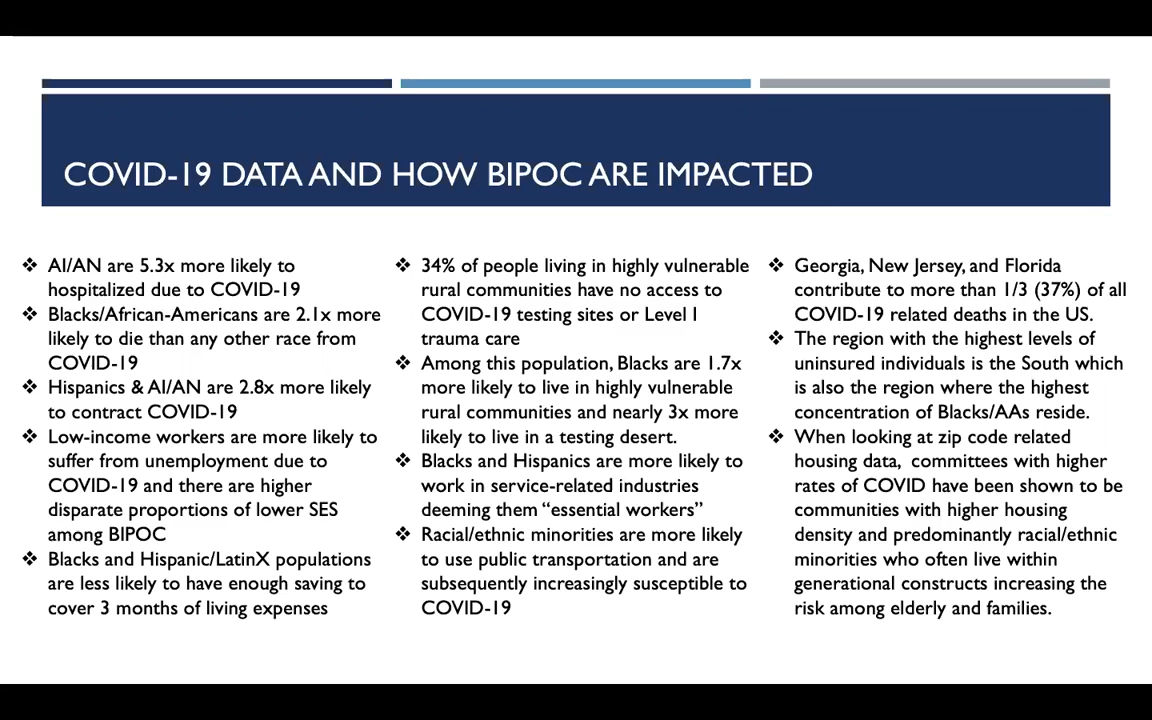 COVID-19 DATA AND HOW BIPOC ARE IMPACTED
❖ AI/AN are 5.3x more likely to
hospitalized due to COVID-19
❖ Blacks/African-Americans are 2.1x more
likely to die than any other race from
COVID-19
❖ Hispanics & AI/AN are 2.8x more likely
to contract COVID-19
❖ Low-income workers are more likely to
suffer from unemployment due to
COVID-19 and there are higher
disparate proportions of lower SES
among BIPOC
❖ Blacks and Hispanic/LatinX populations
are less likely to have enough saving to
cover 3 months of living expenses
❖ 34% of people living in highly vulnerable
rural communities have no access to
COVID-19 testing sites or Level I
trauma care
❖ Among this population, Blacks are 1.7x
more likely to live in highly vulnerable
rural communities and nearly 3x more
likely to live in a testing desert.
❖ Blacks and Hispanics are more likely to
work in service-related industries
deeming them “essential workers”
❖ Racial/ethnic minorities are more likely
to use public transportation and are
subsequently increasingly susceptible to
COVID-19
❖ Georgia, New Jersey, and Florida
contribute to more than 1/3 (37%) of all
COVID-19 related deaths in the US.
❖ The region with the highest levels of
uninsured individuals is the South which
is also the region where the highest
concentration of Blacks/AAs reside.
❖ When looking at zip code related
housing data, committees with higher
rates of COVID have been shown to be
communities with higher housing
density and predominantly racial/ethnic
minorities who often live within
generational constructs increasing the
risk among elderly and families.